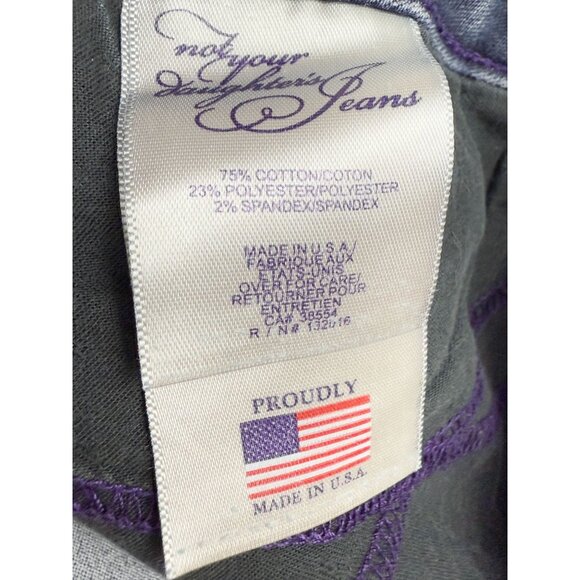 not your
daughter's
Jeans
75% COTTON/COTON
23% POLYESTER/POLYESTER
2% SPANDEX/SPANDEX
MADE IN U.S.A./
FABRIQUE AUX
ETATS-UNIS
OVER FOR CARE/
RETOURNER POUR
ENTRETIEN
CA# 38554
R / N# 132016
PROUDLY
MADE IN U.S.A.